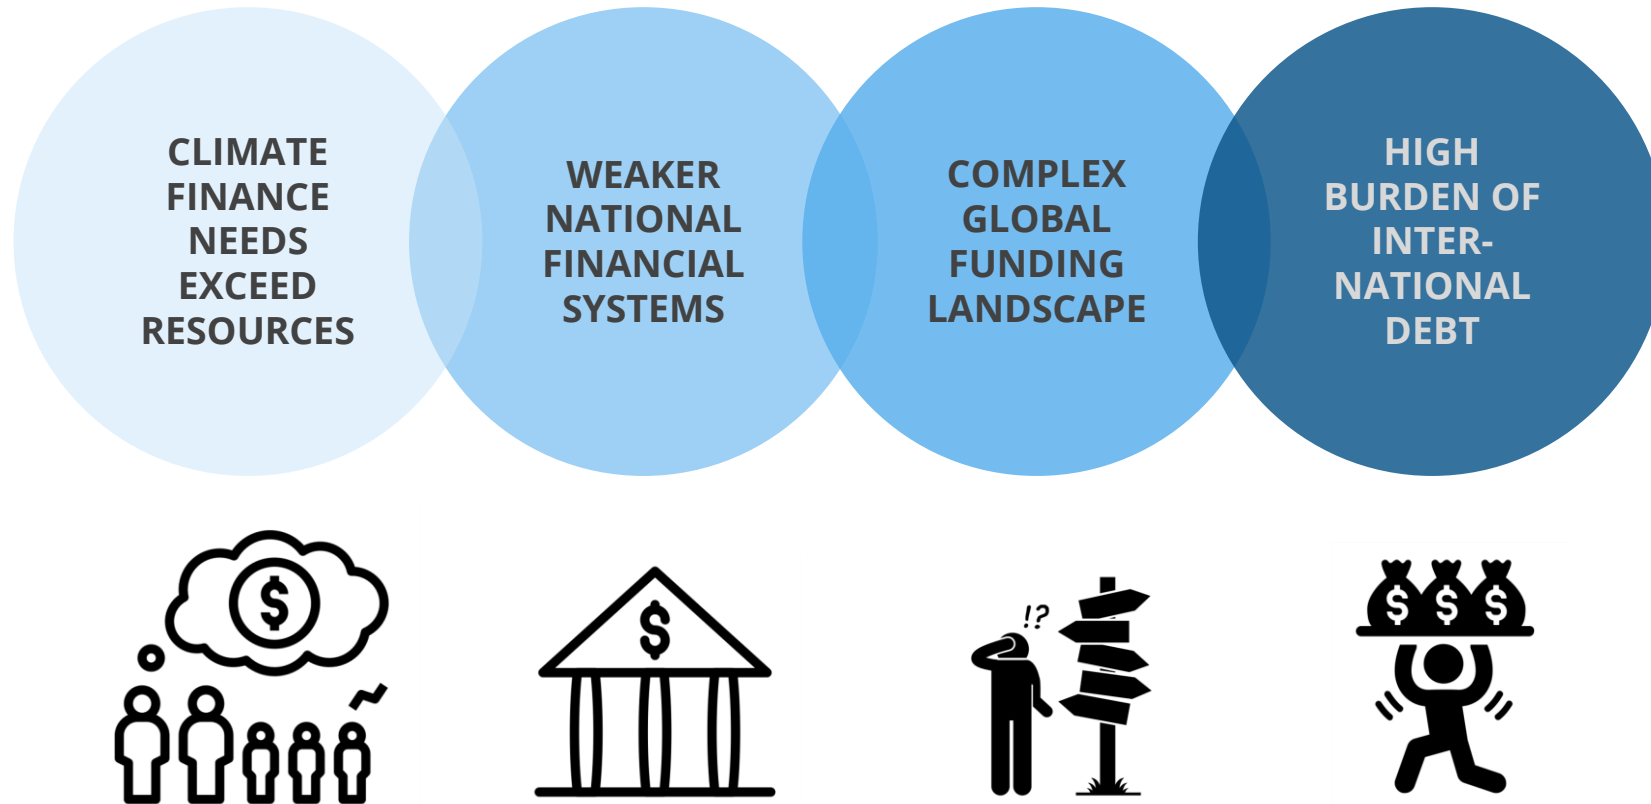 CLIMATE
FINANCE
NEEDS
EXCEED
RESOURCES
WEAKER
NATIONAL
FINANCIAL
SYSTEMS
COMPLEX
GLOBAL
FUNDING
LANDSCAPE
HIGH
BURDEN OF
INTER-
NATIONAL
DEBT
$
$
!?
$ $ $